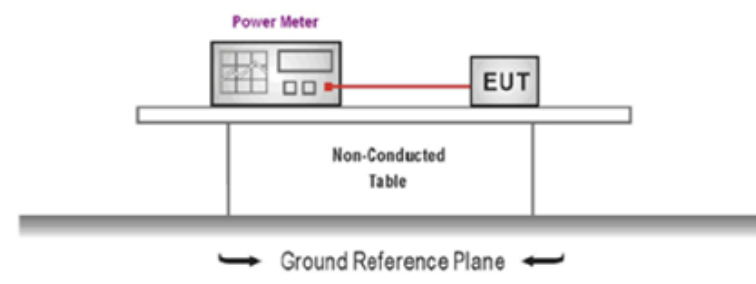 Power Meter
EUT
Non-Conducted
Table
Ground Reference Plane